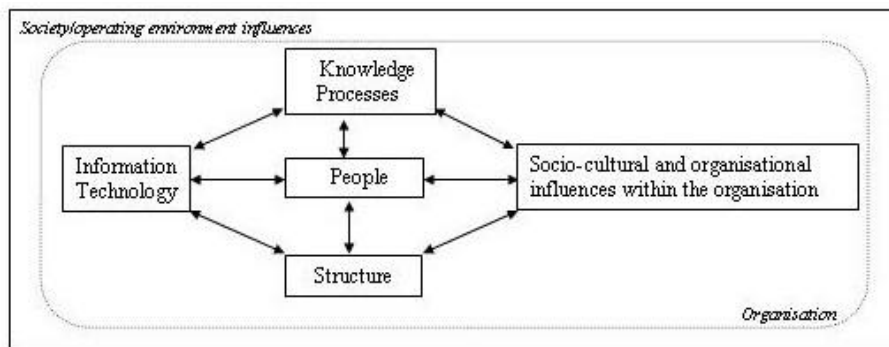 Society/operating environment influences
Knowledge
Processes
Information
Technology
People
Socio-cultural and organisational
influences within the organisation
Structure
Organisation